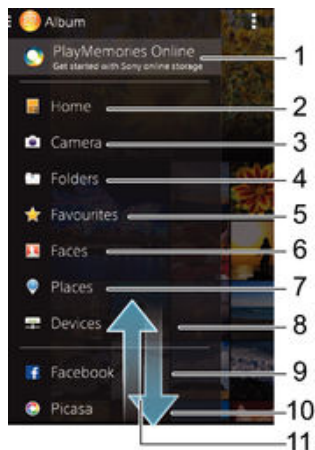 Album
PlayMemories Online
Get started with Sony online storage
1
Home
2
Camera
3
Folders
4
Favourites
5
Faces
6
Places
7
Devices
8
Facebook
9
Picasa
10
11